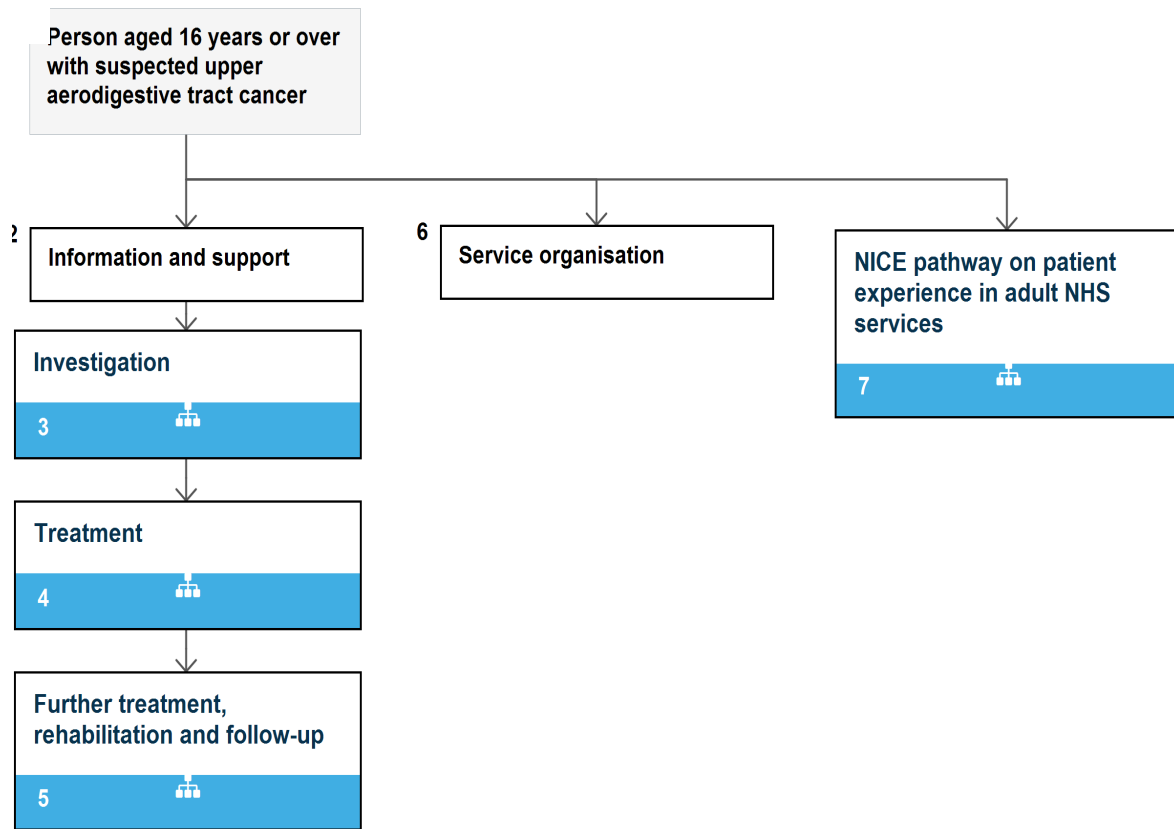 Person aged 16 years or over
with suspected upper
aerodigestive tract cancer
2
Information and support
6
Service organisation
NICE pathway on patient
experience in adult NHS
services
7
Investigation
3
Treatment
4
Further treatment,
rehabilitation and follow-up
5